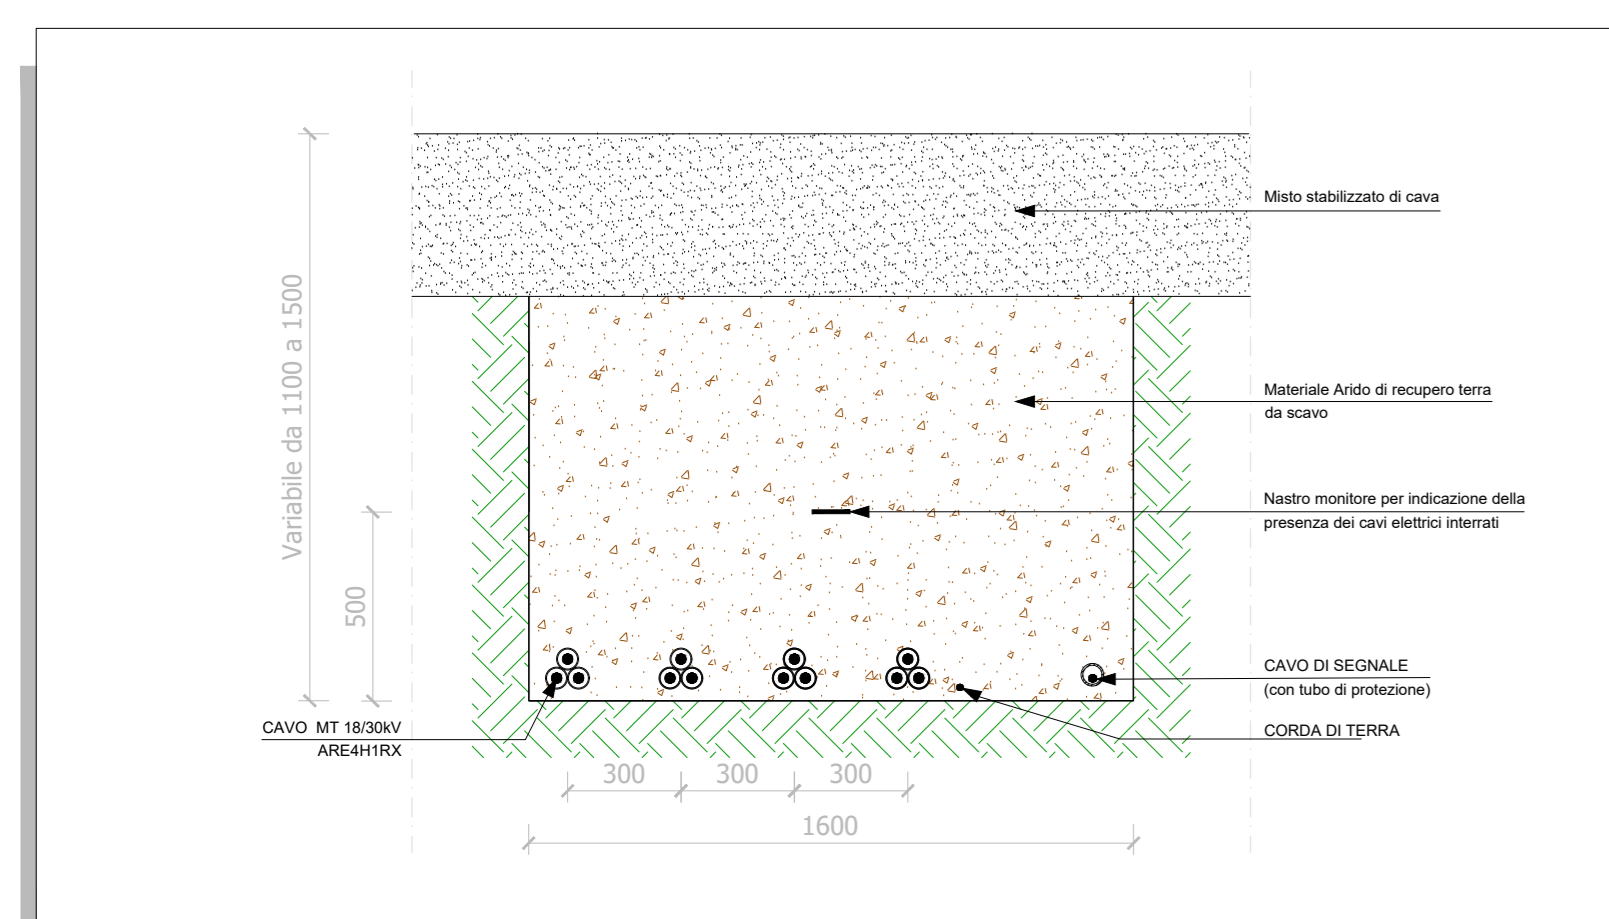 Misto stabilizzato di cava
Variabile da 1100 a 1500
Materiale Arido di recupero terra
da scavo
Nastro monitore per indicazione della
presenza dei cavi elettrici interrati
500
CAVO DI SEGNALE
(con tubo di protezione)
CAVO MT 18/30kV
ARE4H1RX
CORDA DI TERRA
300
300
300
1600